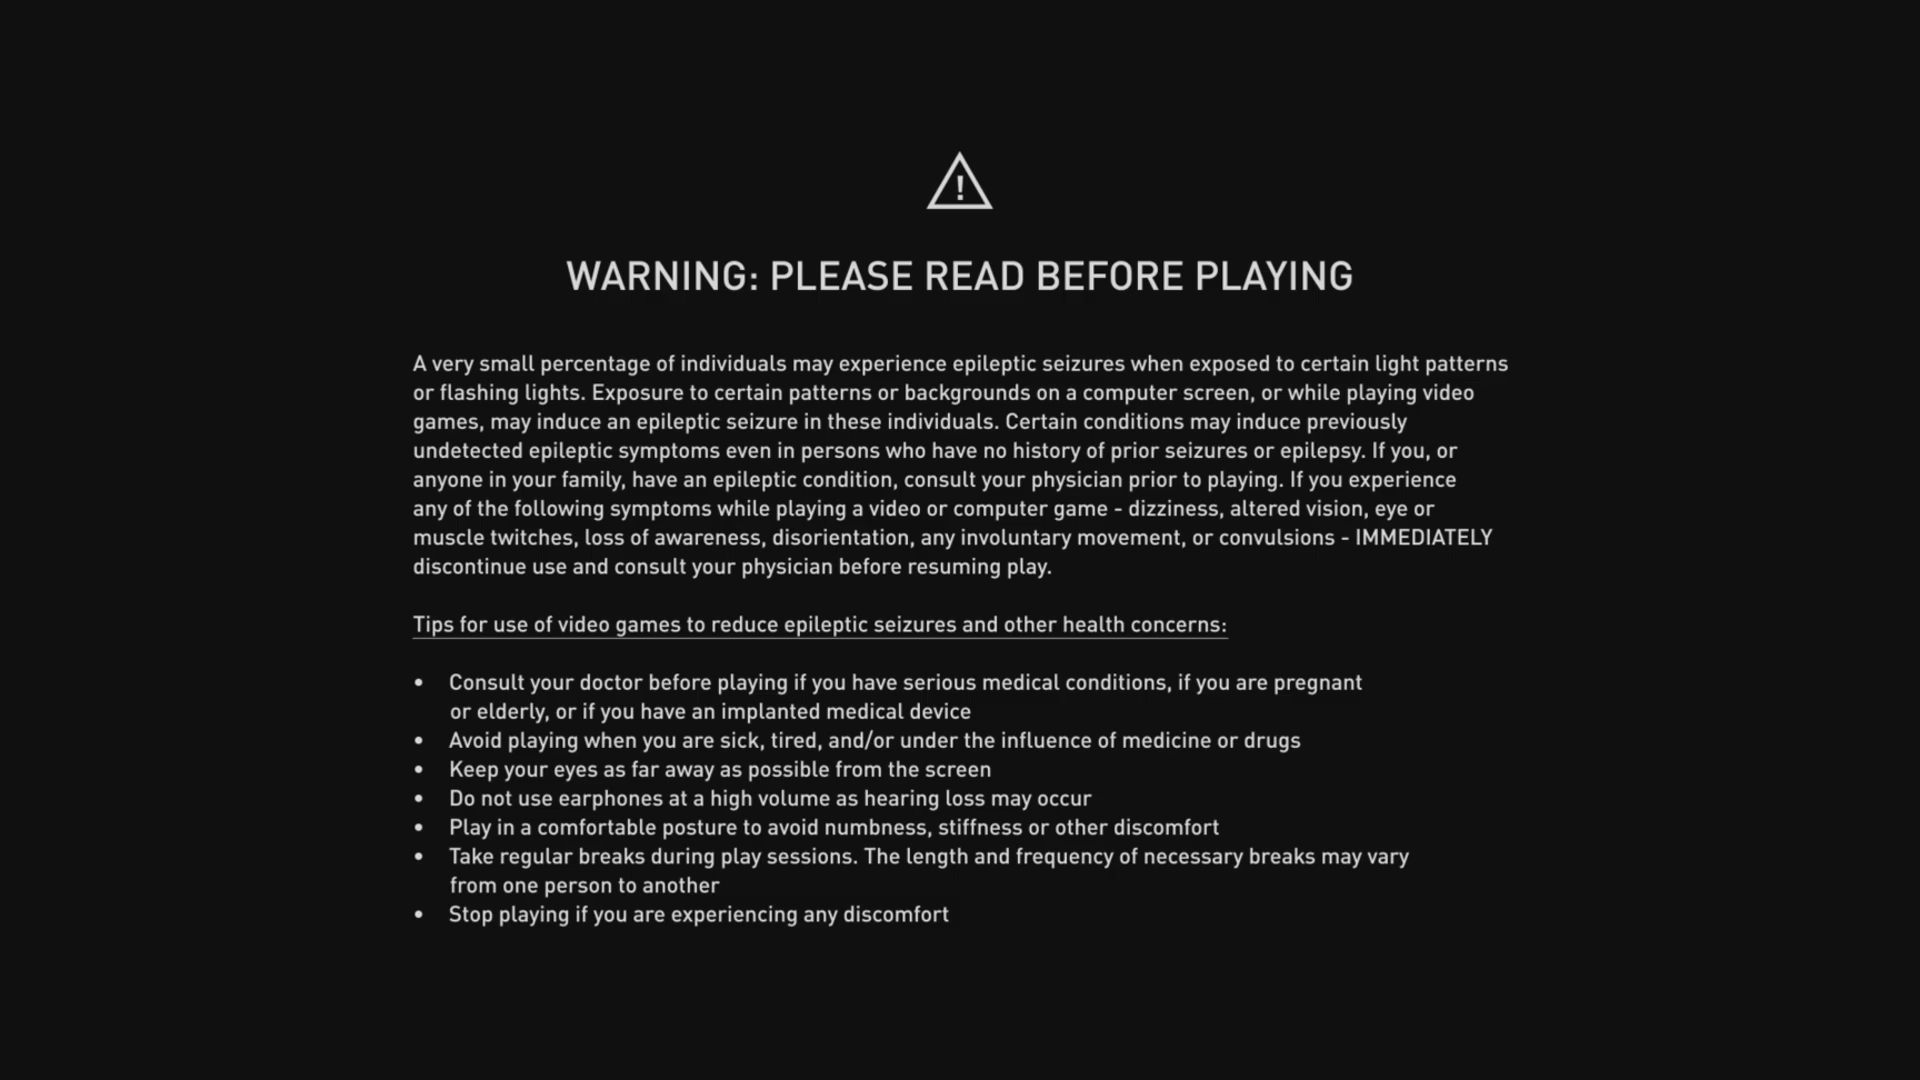 !
WARNING: PLEASE READ BEFORE PLAYING
A very small percentage of individuals may experience epileptic seizures when exposed to certain light patterns
or flashing lights. Exposure to certain patterns or backgrounds on a computer screen, or while playing video
games, may induce an epileptic seizure in these individuals. Certain conditions may induce previously
undetected epileptic symptoms even in persons who have no history of prior seizures or epilepsy. If you, or
anyone in your family, have an epileptic condition, consult your physician prior to playing. If you experience
any of the following symptoms while playing a video or computer game - dizziness, altered vision, eye or
muscle twitches, loss of awareness, disorientation, any involuntary movement, or convulsions - IMMEDIATELY
discontinue use and consult your physician before resuming play.
Tips for use of video games to reduce epileptic seizures and other health concerns:
• Consult your doctor before playing if you have serious medical conditions, if you are pregnant
or elderly, or if you have an implanted medical device
• Avoid playing when you are sick, tired, and/or under the influence of medicine or drugs
• Keep your eyes as far away as possible from the screen
• Do not use earphones at a high volume as hearing loss may occur
• Play in a comfortable posture to avoid numbness, stiffness or other discomfort
• Take regular breaks during play sessions. The length and frequency of necessary breaks may vary
from one person to another
• Stop playing if you are experiencing any discomfort